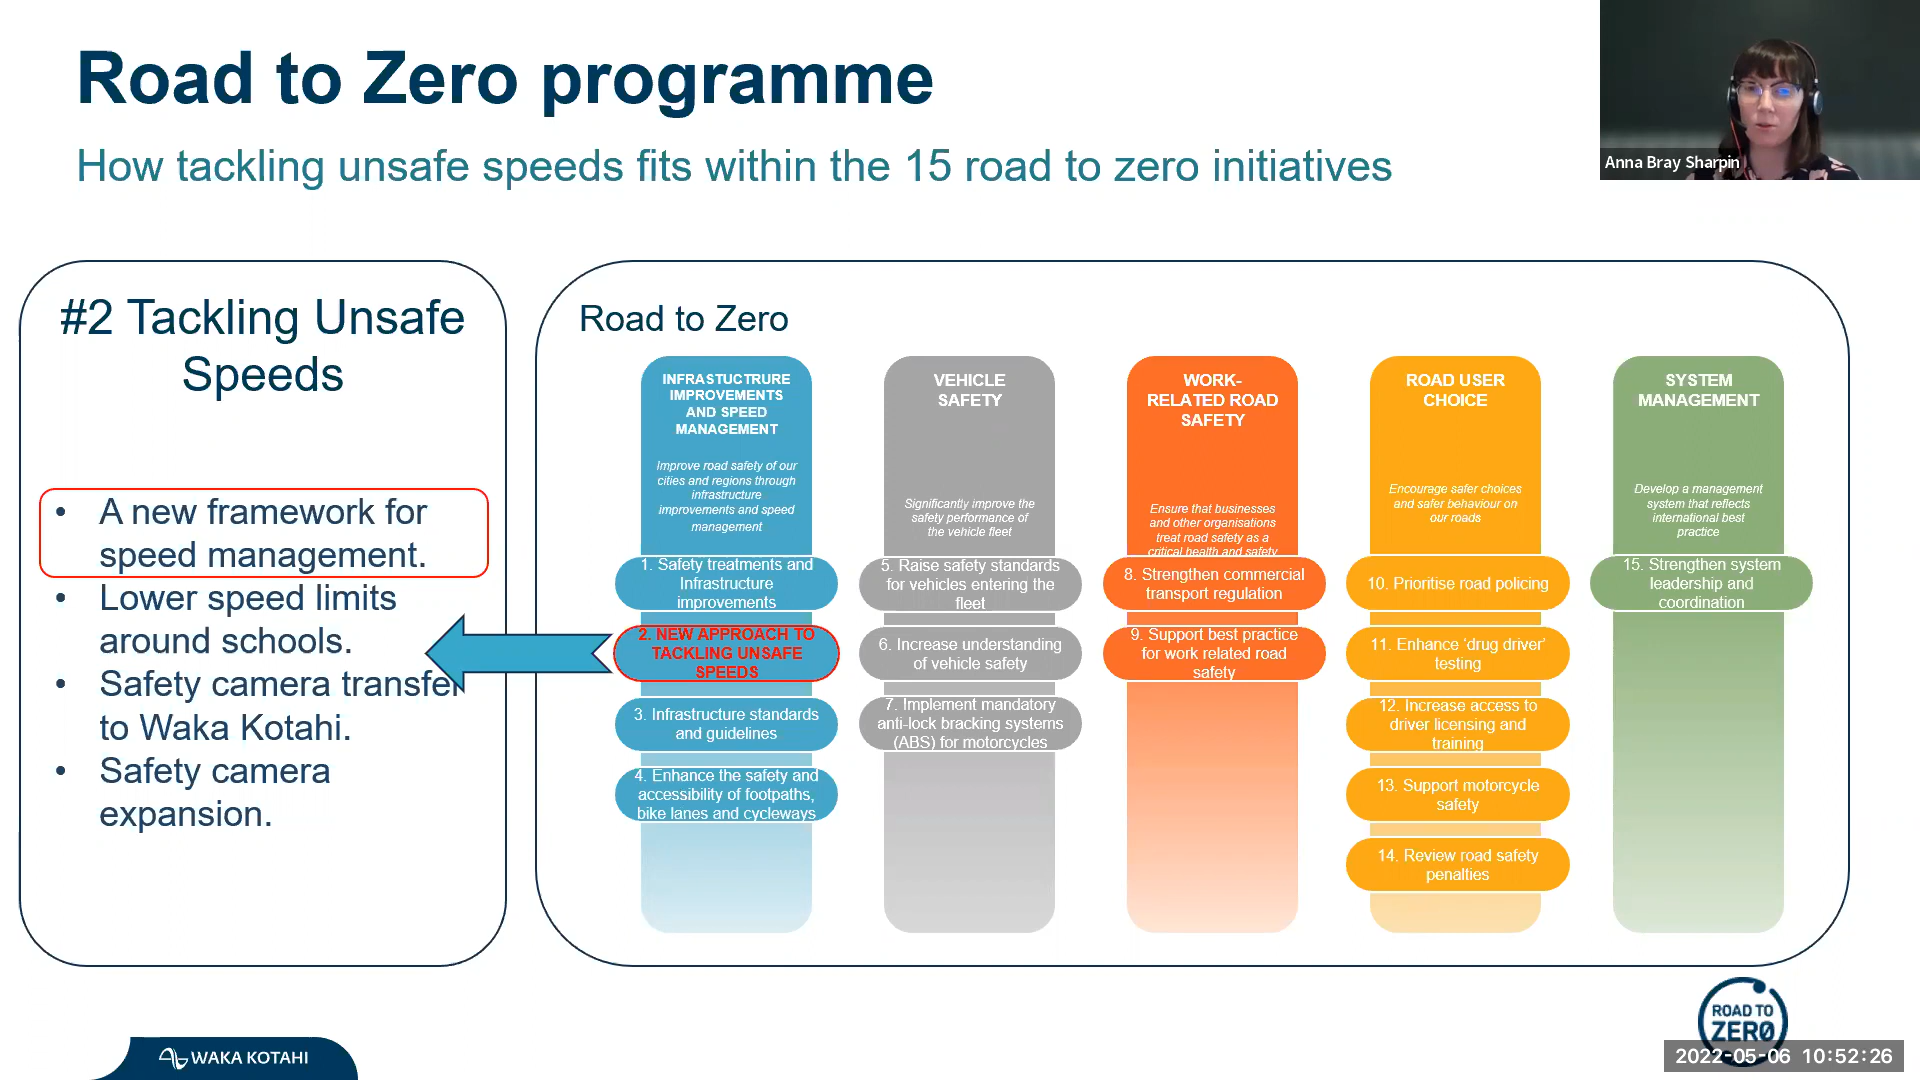 Road to Zero programme
How tackling unsafe speeds fits within the 15 road to zero initiatives
Anna Bray Sharpin
#2 Tackling Unsafe
Speeds
• A new framework for
speed management.
• Lower speed limits
around schools.
• Safety camera transfer
to Waka Kotahi.
• Safety camera
expansion.
Road to Zero
INFRASTUCTRURE
IMPROVEMENTS
AND SPEED
MANAGEMENT
Improve road safety of our
cities and regions through
infrastructure
improvements and speed
management
1. Safety treatments and
Infrastructure
improvements
2. NEW APPROACH TO
TACKLING UNSAFE
SPEEDS
3. Infrastructure standards
and guidelines
4. Enhance the safety and
accessibility of footpaths,
bike lanes and cycleways
VEHICLE
SAFETY
Significantly improve the
safety performance of
the vehicle fleet
5. Raise safety standards
for vehicles entering the
fleet
6. Increase understanding
of vehicle safety
7. Implement mandatory
anti-lock bracking systems
(ABS) for motorcycles
WORK-
RELATED ROAD
SAFETY
Ensure that businesses
and other organisations
treat road safety as a
critical health and safety
8. Strengthen commercial
transport regulation
9. Support best practice
for work related road
safety
ROAD USER
CHOICE
Encourage safer choices
and safer behaviour on
our roads
10. Prioritise road policing
11. Enhance ‘drug driver’
testing
12. Increase access to
driver licensing and
training
13. Support motorcycle
safety
14. Review road safety
penalties
SYSTEM
MANAGEMENT
Develop a management
system that reflects
international best
practice
15. Strengthen system
leadership and
coordination
WAKA KOTAHI
ROAD TO
ZERO
2022-05-06 10:52:26